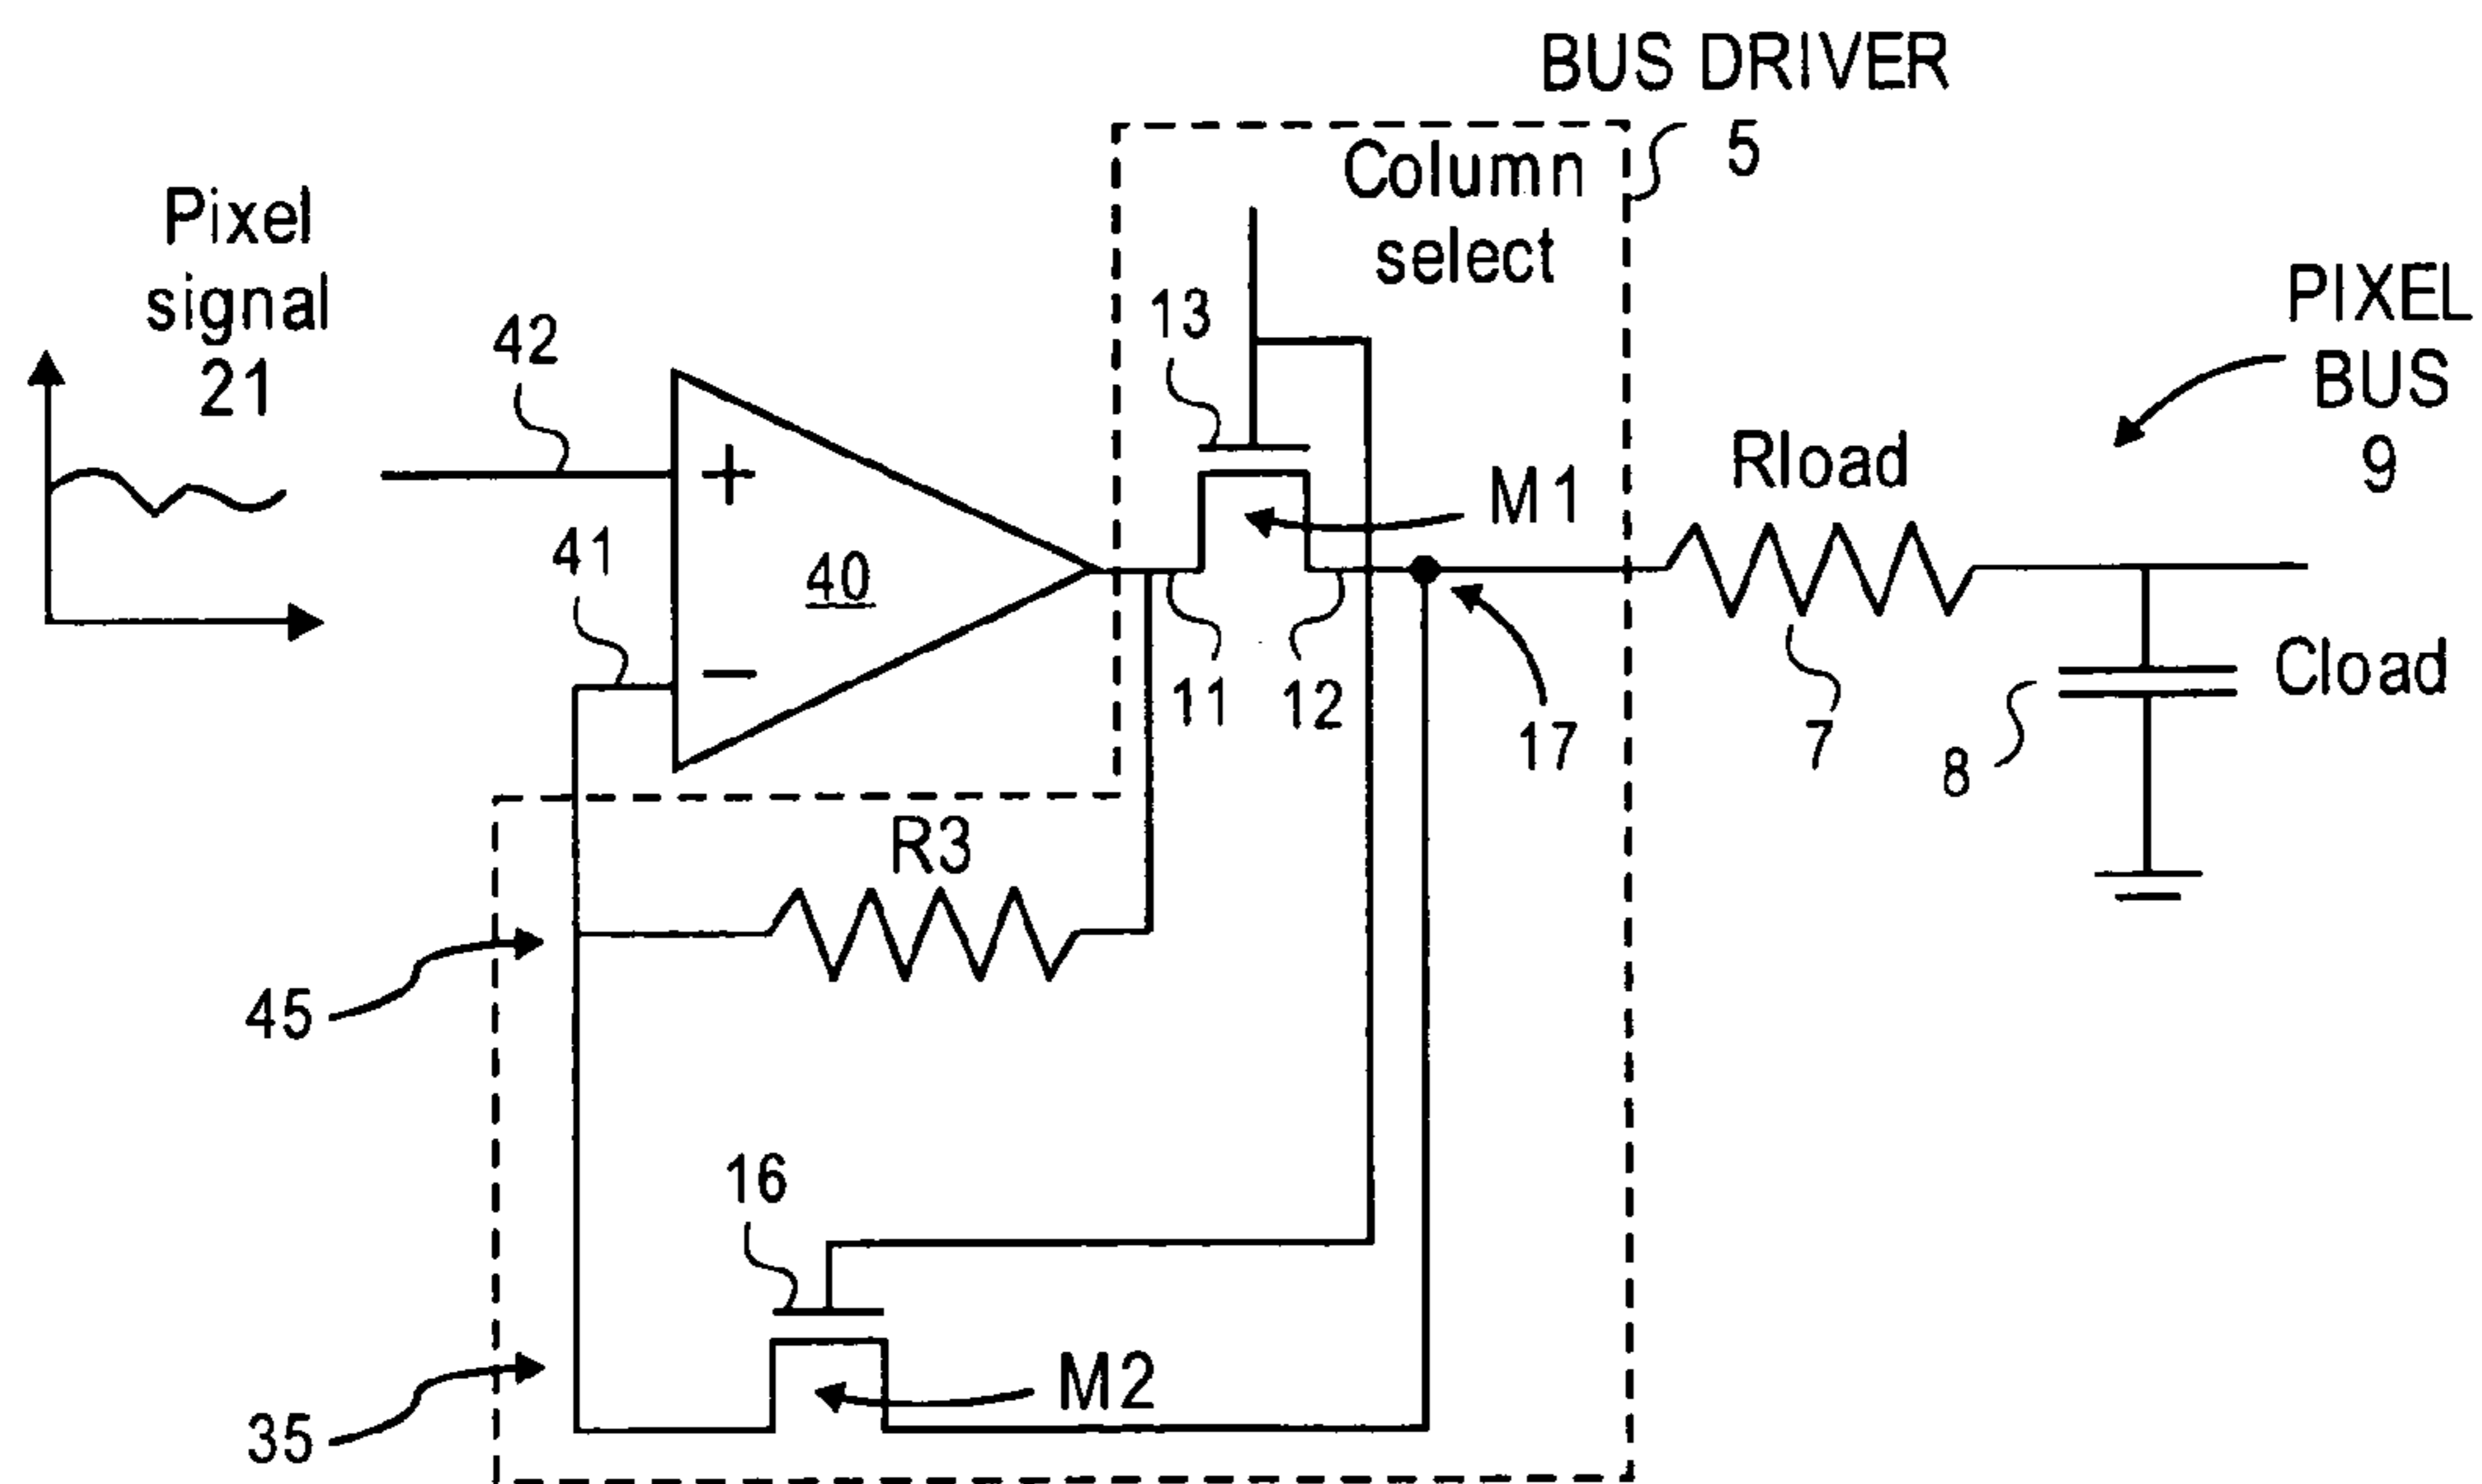 BUS DRIVER
5
Column
select
Pixel
signal
21
PIXEL
BUS
9
13
42
Rload
M1
41
40
+
−
11
12
17
7
8
Cload
R3
45
16
M2
35